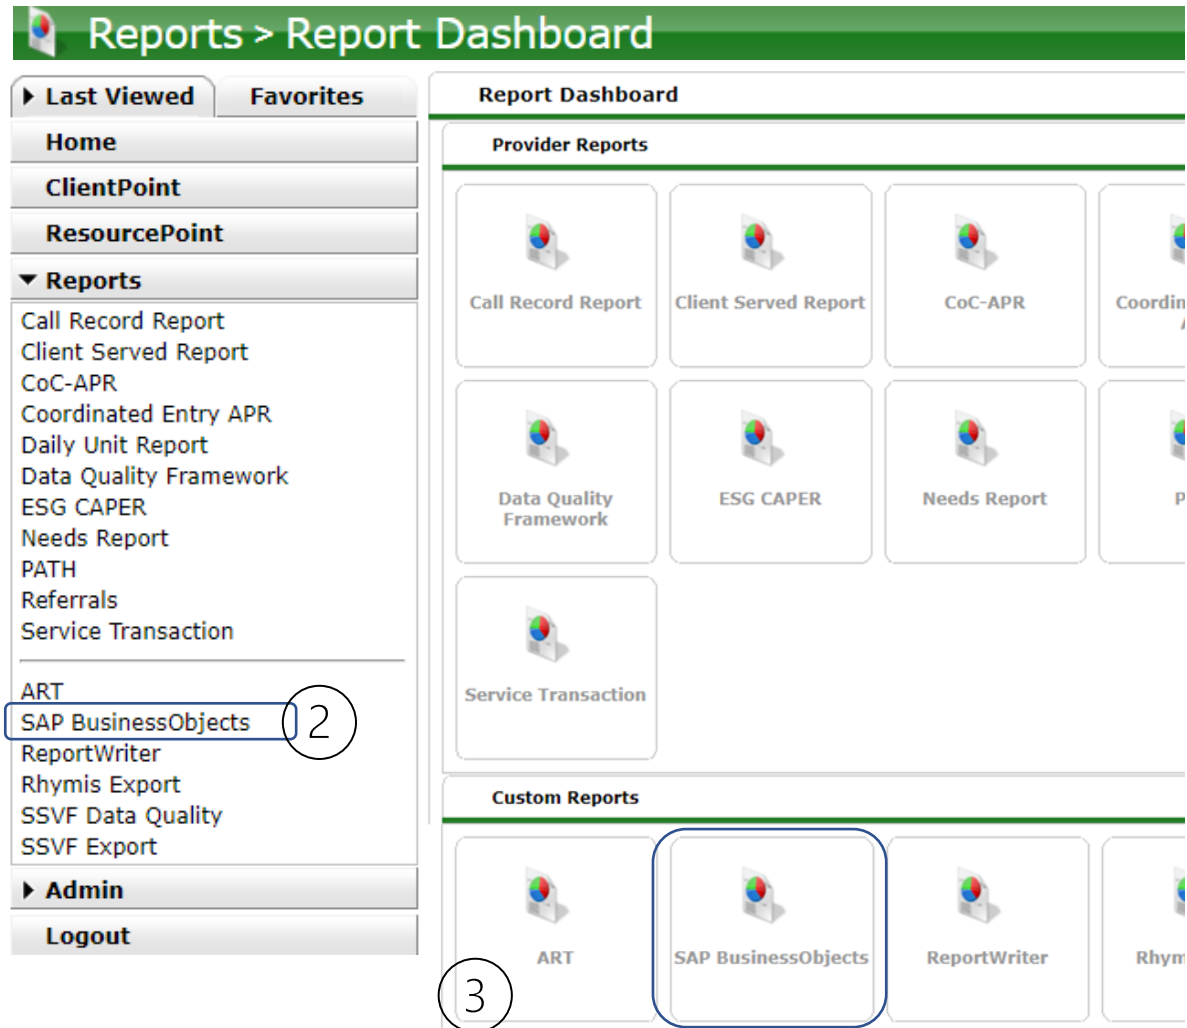 Reports > Report Dashboard
Last Viewed
Favorites
Home
ClientPoint
ResourcePoint
Reports
Call Record Report
Client Served Report
CoC-APR
Coordinated Entry APR
Daily Unit Report
Data Quality Framework
ESG CAPER
Needs Report
PATH
Referrals
Service Transaction
ART
SAP BusinessObjects
2
ReportWriter
Rhymis Export
SSVF Data Quality
SSVF Export
Admin
Logout
Report Dashboard
Provider Reports
Call Record Report
Client Served Report
CoC-APR
Data Quality
Framework
ESG CAPER
Needs Report
Service Transaction
Custom Reports
ART
3
SAP BusinessObjects
ReportWriter